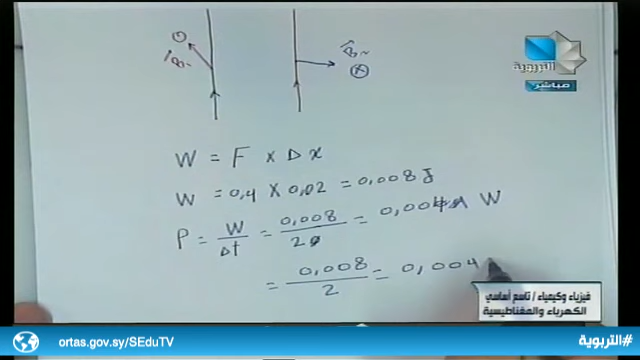 التربوية
مباشر
W = F × Δx
W = 0,4 × 0,02 = 0,008 J
P = W/Δt = 0,008/2 = 0,004 W
= 0,008/2 = 0,004
فيزياء وكيمياء / تاسع أساسي
الكهرباء والمغناطيسية
ortas.gov.sy/SEduTV
#التربوية